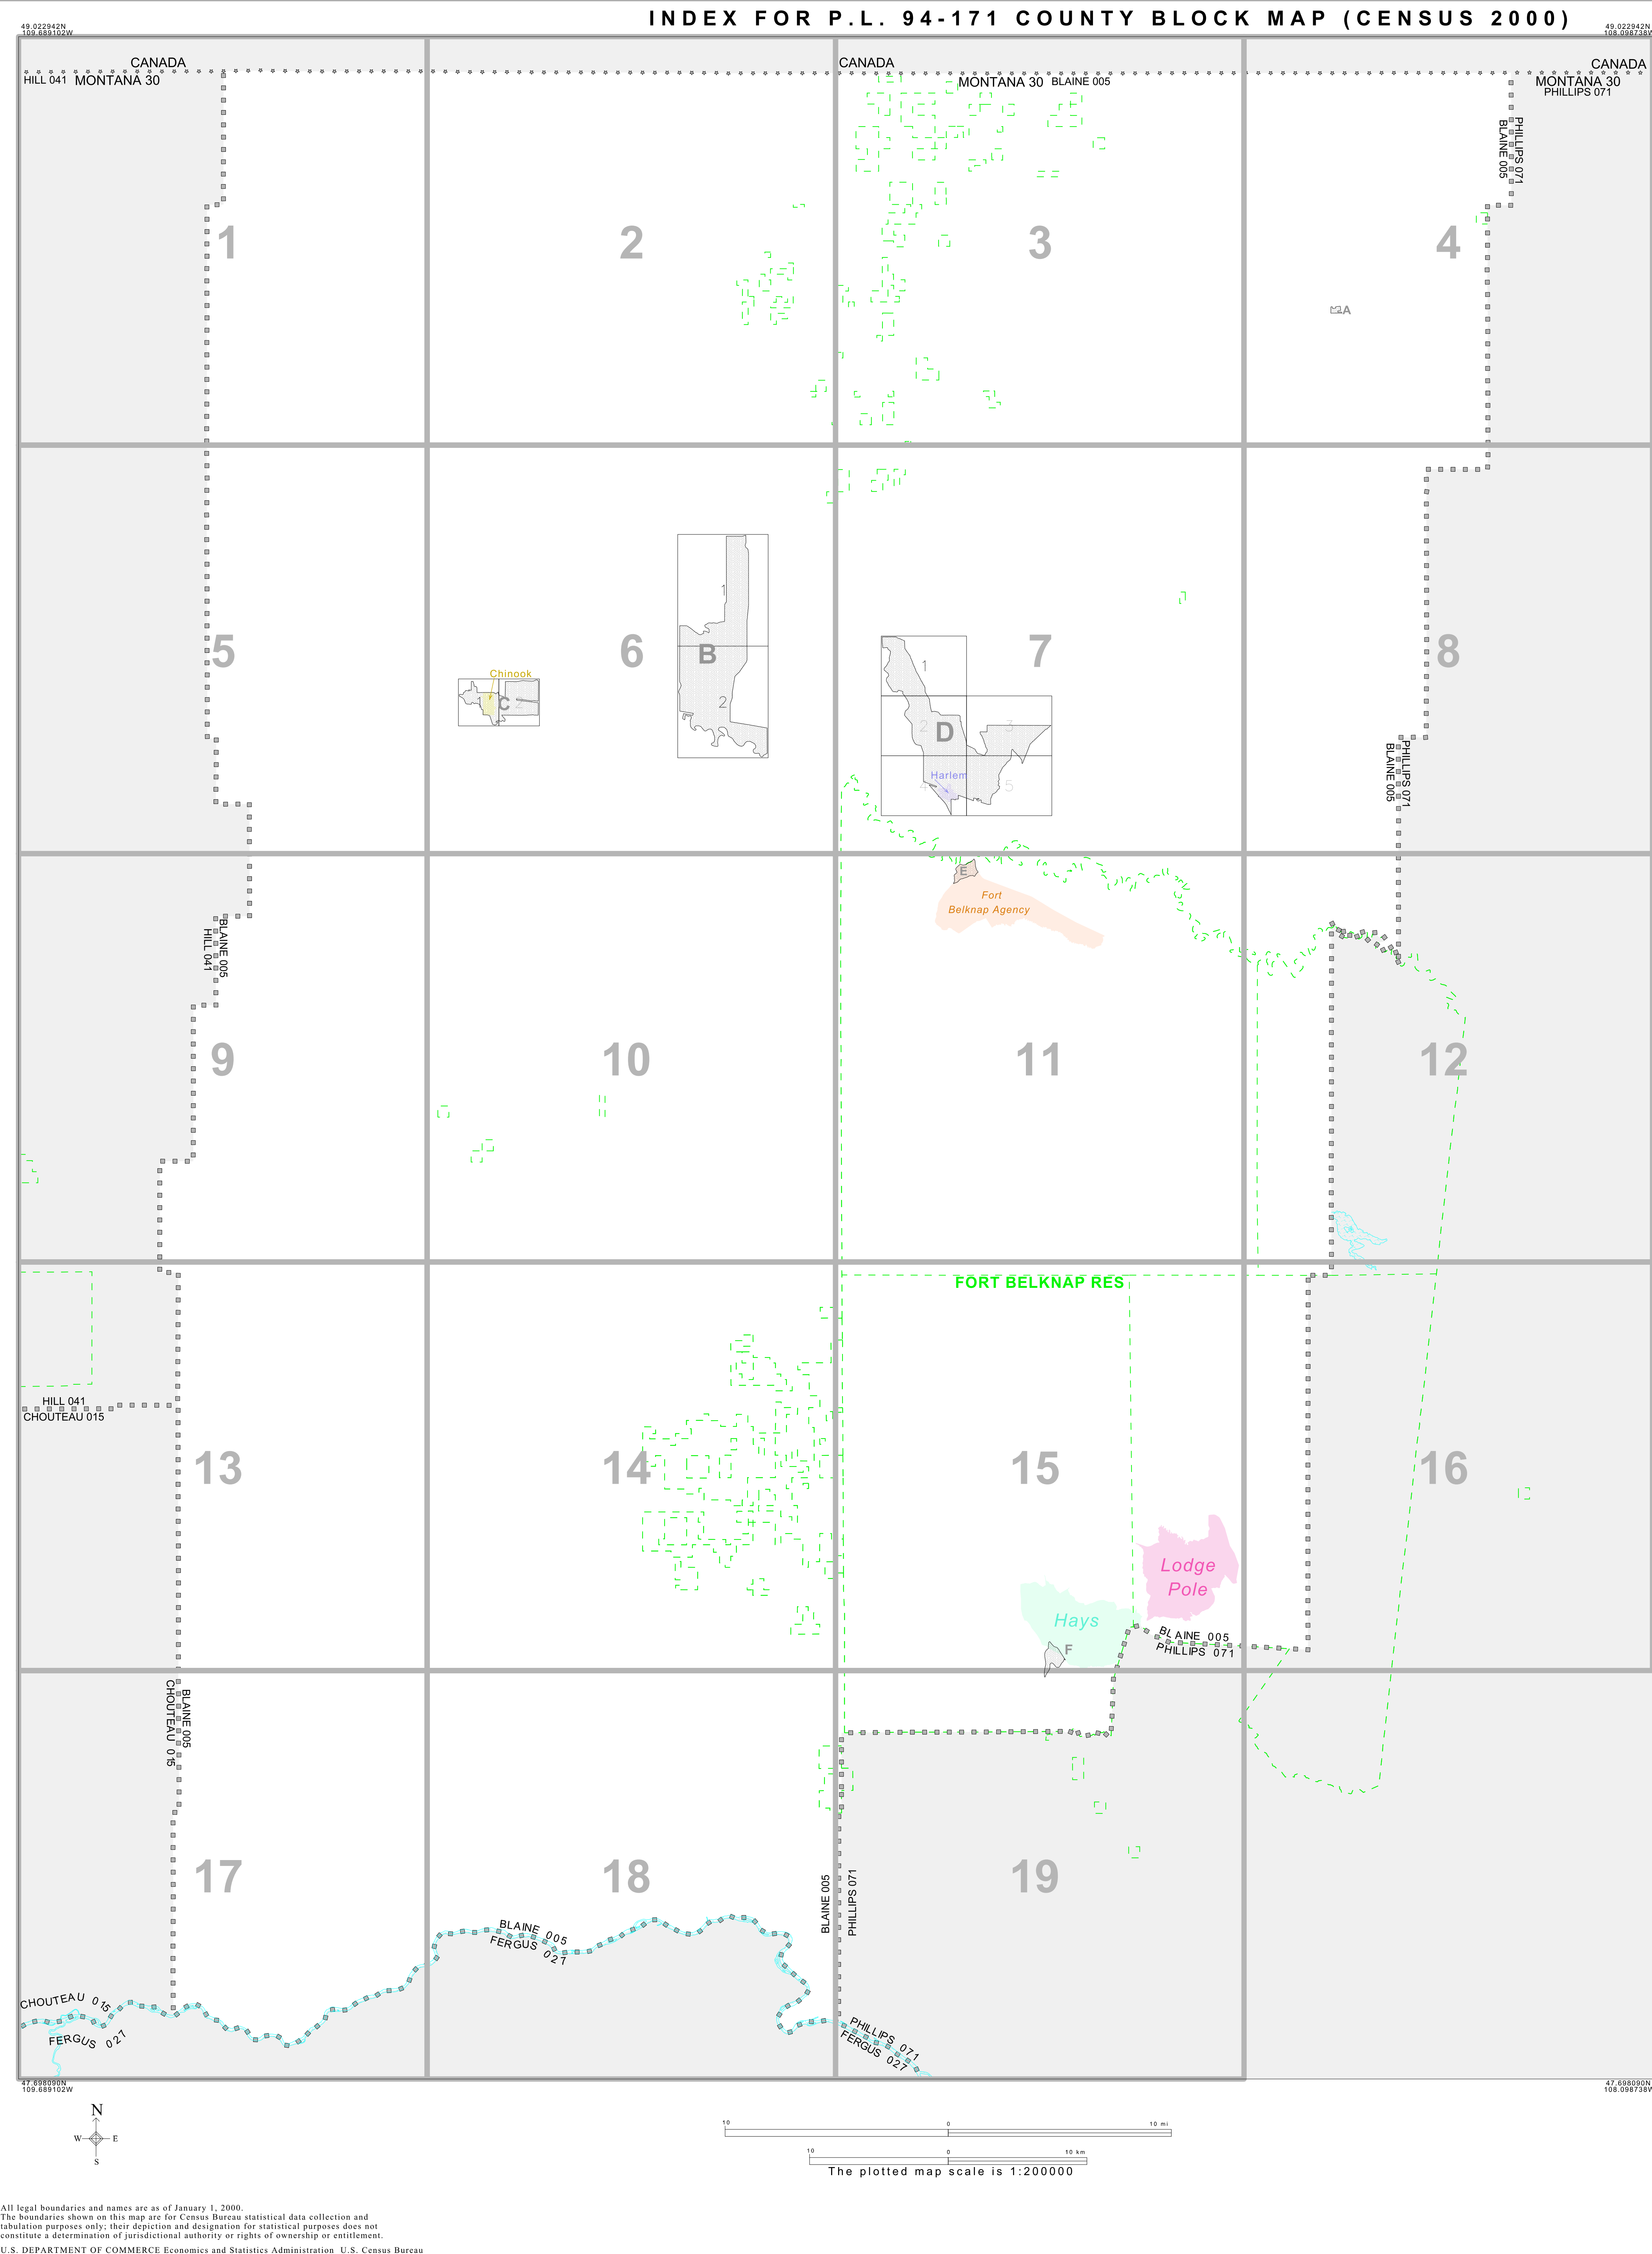 INDEX FOR P.L. 94-171 COUNTY BLOCK MAP (CENSUS 2000)
49.022942N
109.689102W
49.022942N
108.098738W
CANADA
CANADA
CANADA
HILL 041 MONTANA 30
MONTANA 30 BLAINE 005
MONTANA 30
PHILLIPS 071
PHILLIPS 071
BLAINE 005
1
2
3
4
A
5
6
7
8
B
1
2
Chinook
1
C
2
D
1
2
3
4
5
Harlem
PHILLIPS 071
BLAINE 005
E
Fort
Belknap Agency
BLAINE 005
HILL 041
9
10
11
12
FORT BELKNAP RES
HILL 041
CHOUTEAU 015
13
14
15
16
Lodge
Pole
Hays
F
BLAINE 005
PHILLIPS 071
BLAINE 005
CHOUTEAU 015
17
18
19
BLAINE 005
PHILLIPS 071
BLAINE 005
FERGUS 027
CHOUTEAU 015
FERGUS 027
PHILLIPS 071
FERGUS 027
47.698090N
109.689102W
47.698090N
108.098738W
N
W E
S
10 0 10 mi
10 0 10 km
The plotted map scale is 1:200000
All legal boundaries and names are as of January 1, 2000.
The boundaries shown on this map are for Census Bureau statistical data collection and
tabulation purposes only; their depiction and designation for statistical purposes does not
constitute a determination of jurisdictional authority or rights of ownership or entitlement.
U.S. DEPARTMENT OF COMMERCE Economics and Statistics Administration U.S. Census Bureau